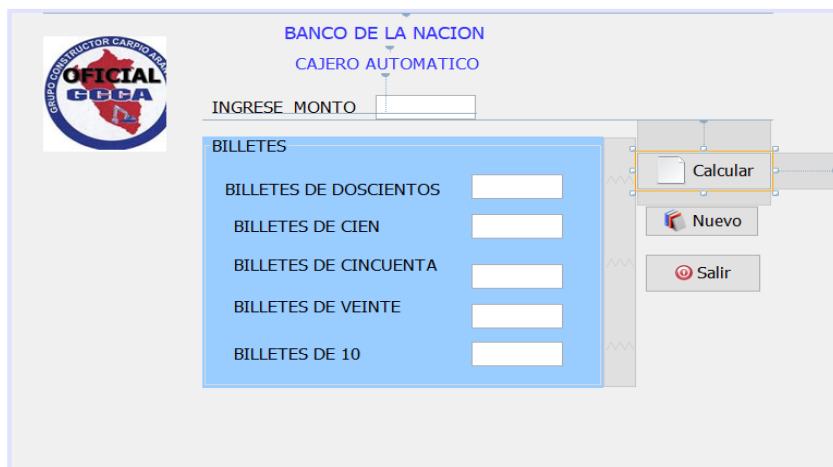 BANCO DE LA NACION
CAJERO AUTOMATICO
GRUPO CONSTRUCTOR CARPIO ARA
OFICIAL
GCCA
INGRESE MONTO
BILLETES
BILLETES DE DOSCIENTOS
BILLETES DE CIEN
BILLETES DE CINCUENTA
BILLETES DE VEINTE
BILLETES DE 10
Calcular
Nuevo
Salir